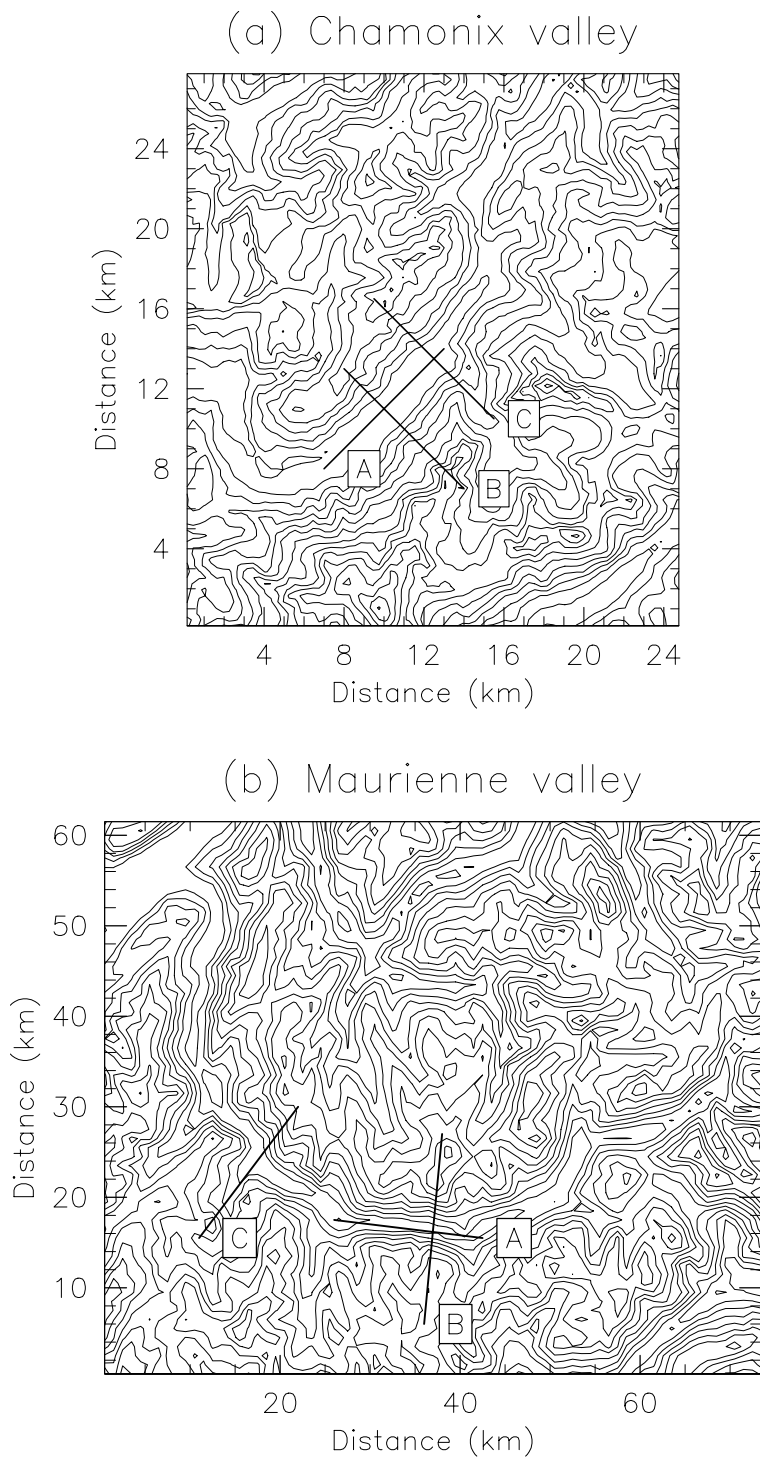 (a) Chamonix valley
24
20
16
12
8
4
Distance (km)
C
A
B
4 8 12 16 20 24
Distance (km)
(b) Maurienne valley
60
50
40
30
20
10
Distance (km)
C
A
B
20 40 60
Distance (km)